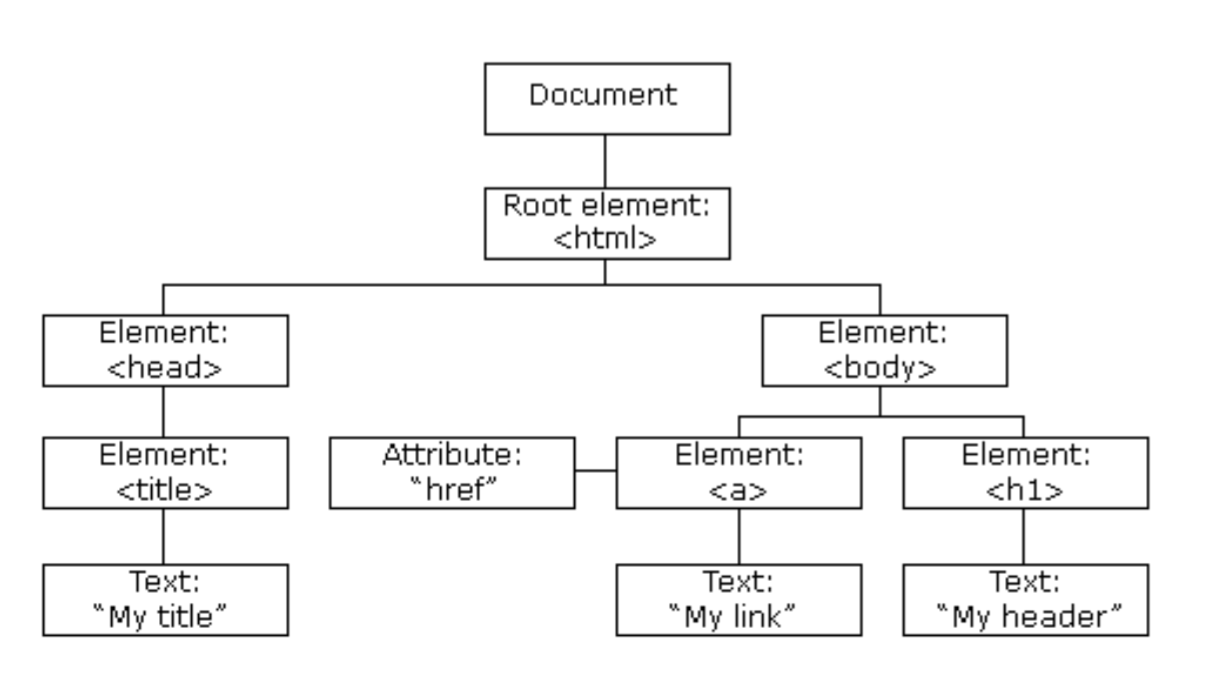 Document
Root element:
<html>
Element:
<head>
Element:
<body>
Element:
<title>
Attribute:
“href”
Element:
<a>
Element:
<h1>
Text:
“My title”
Text:
“My link”
Text:
“My header”